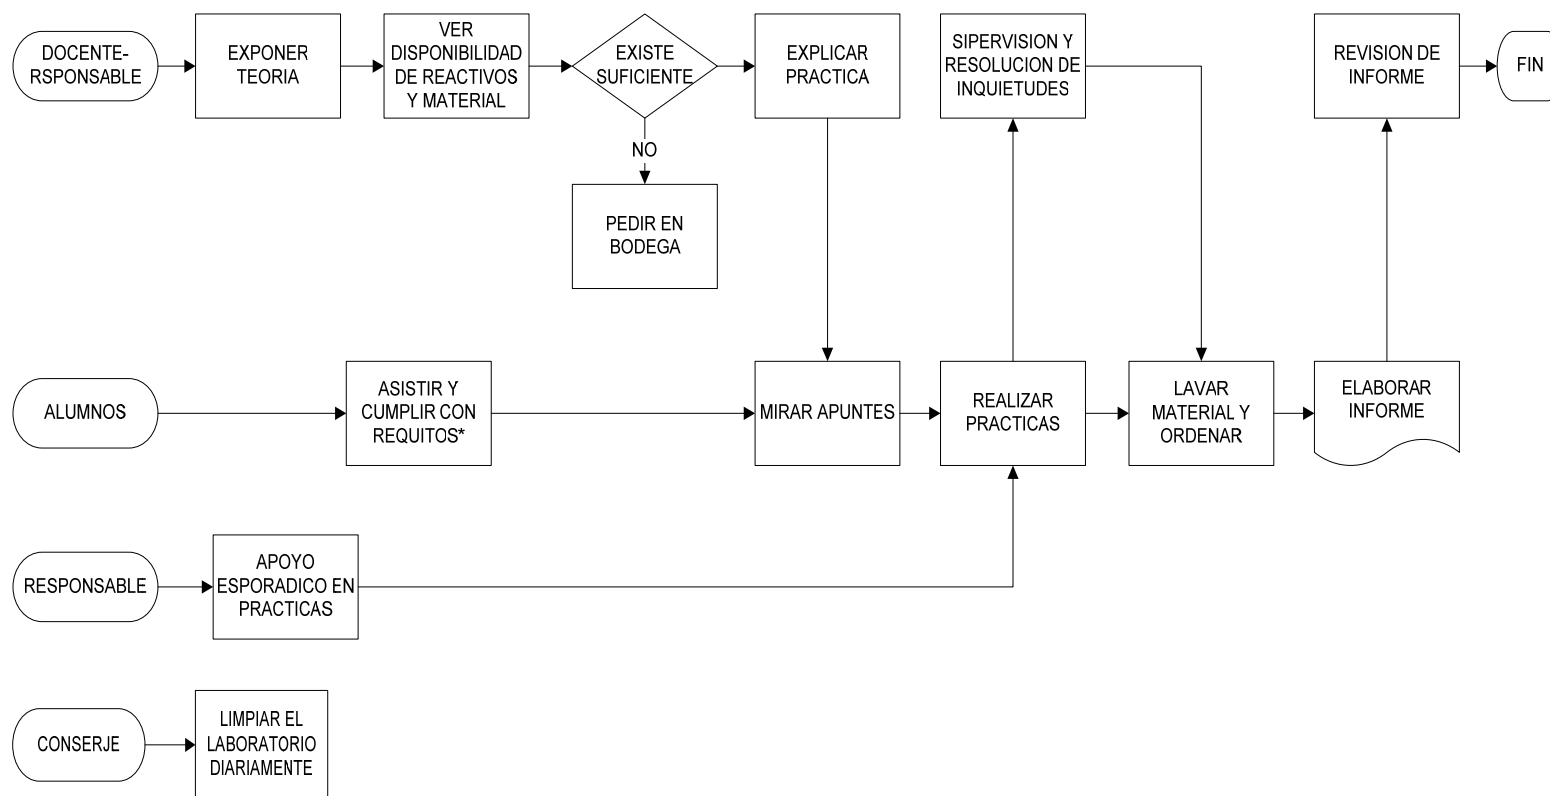 DOCENTE-
RSPONSABLE
EXPONER
TEORIA
VER
DISPONIBILIDAD
DE REACTIVOS
Y MATERIAL
EXISTE
SUFICIENTE
EXPLICAR
PRACTICA
SIPERVISION Y
RESOLUCION DE
INQUIETUDES
REVISION DE
INFORME
FIN
NO
PEDIR EN
BODEGA
ALUMNOS
ASISTIR Y
CUMPLIR CON
REQUITOS*
MIRAR APUNTES
REALIZAR
PRACTICAS
LAVAR
MATERIAL Y
ORDENAR
ELABORAR
INFORME
RESPONSABLE
APOYO
ESPORADICO EN
PRACTICAS
CONSERJE
LIMPIAR EL
LABORATORIO
DIARIAMENTE